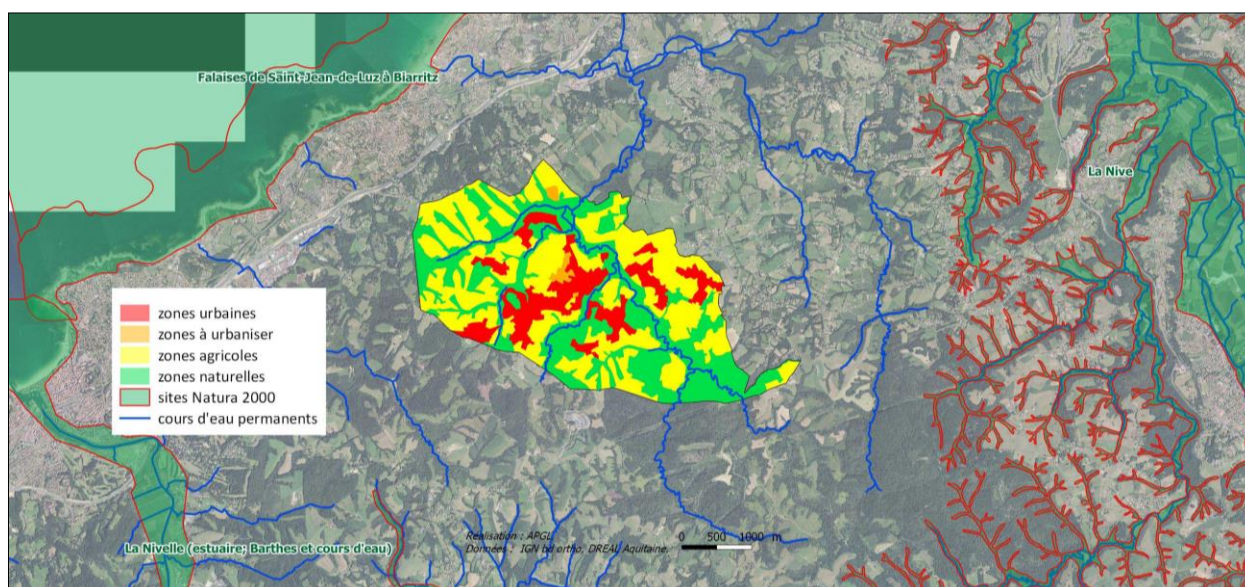 Falaises de Saint-Jean-de-Luz à Biarritz
La Nive
zones urbaines
zones à urbaniser
zones agricoles
zones naturelles
sites Natura 2000
cours d'eau permanents
La Nivelle (estuaire; Barthes et cours d'eau)
Réalisation : APGL
Données : IGN bd ortho, DREAL Aquitaine.
0 500 1000 m